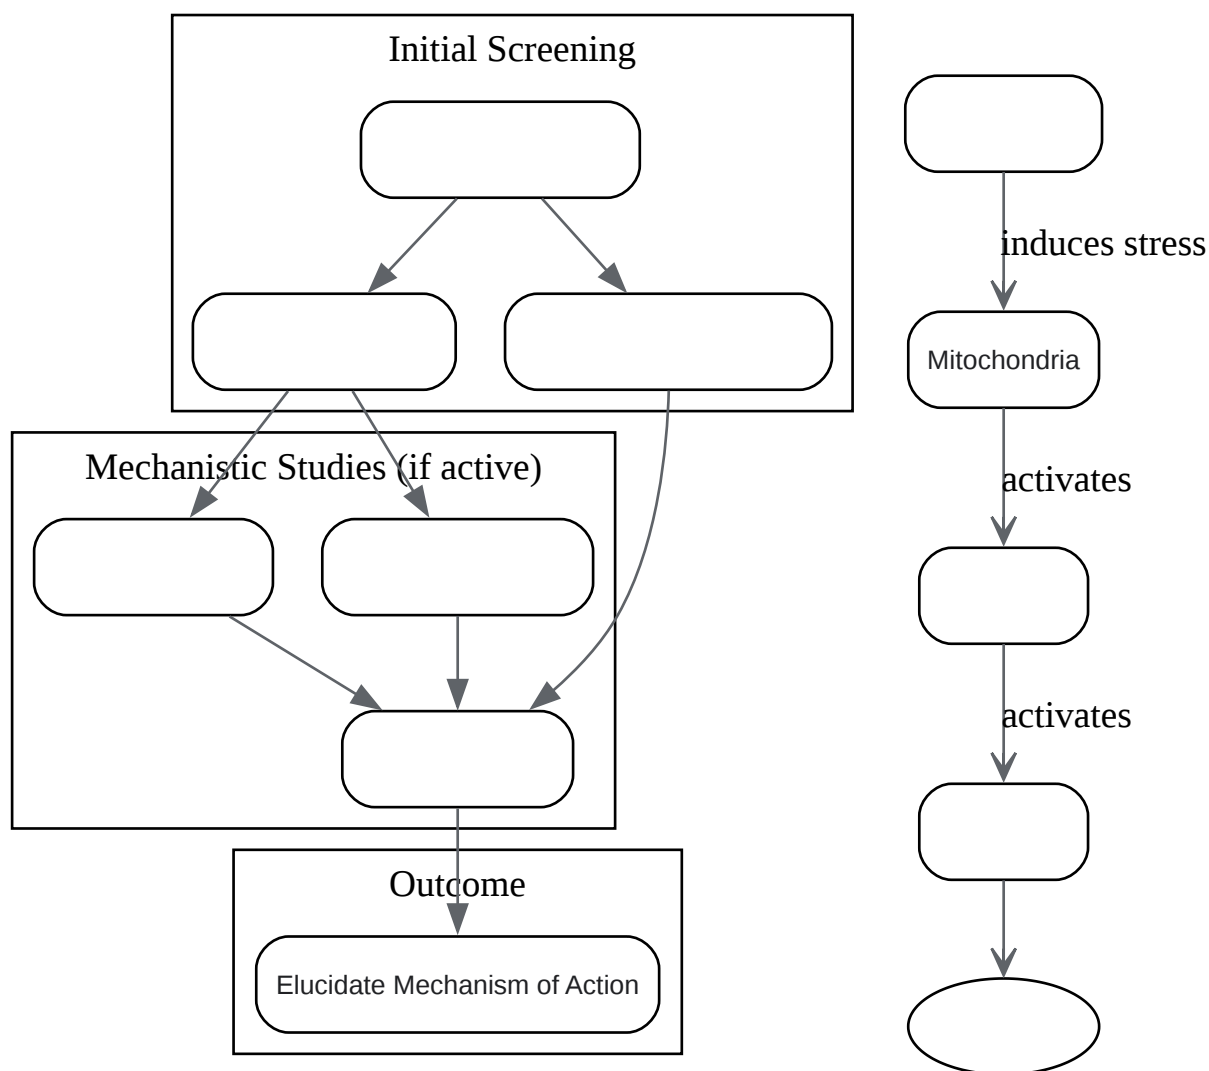 Initial Screening
induces stress
Mitochondria
Mechanistic Studies (if active)
activates
activates
Outcome
Elucidate Mechanism of Action